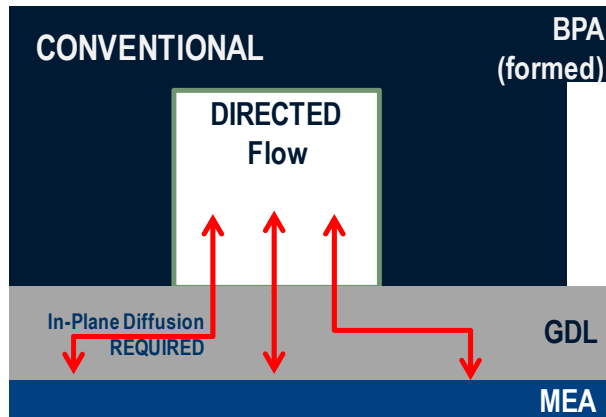 CONVENTIONAL
BPA
(formed)
DIRECTED
Flow
In-Plane Diffusion
REQUIRED
GDL
MEA